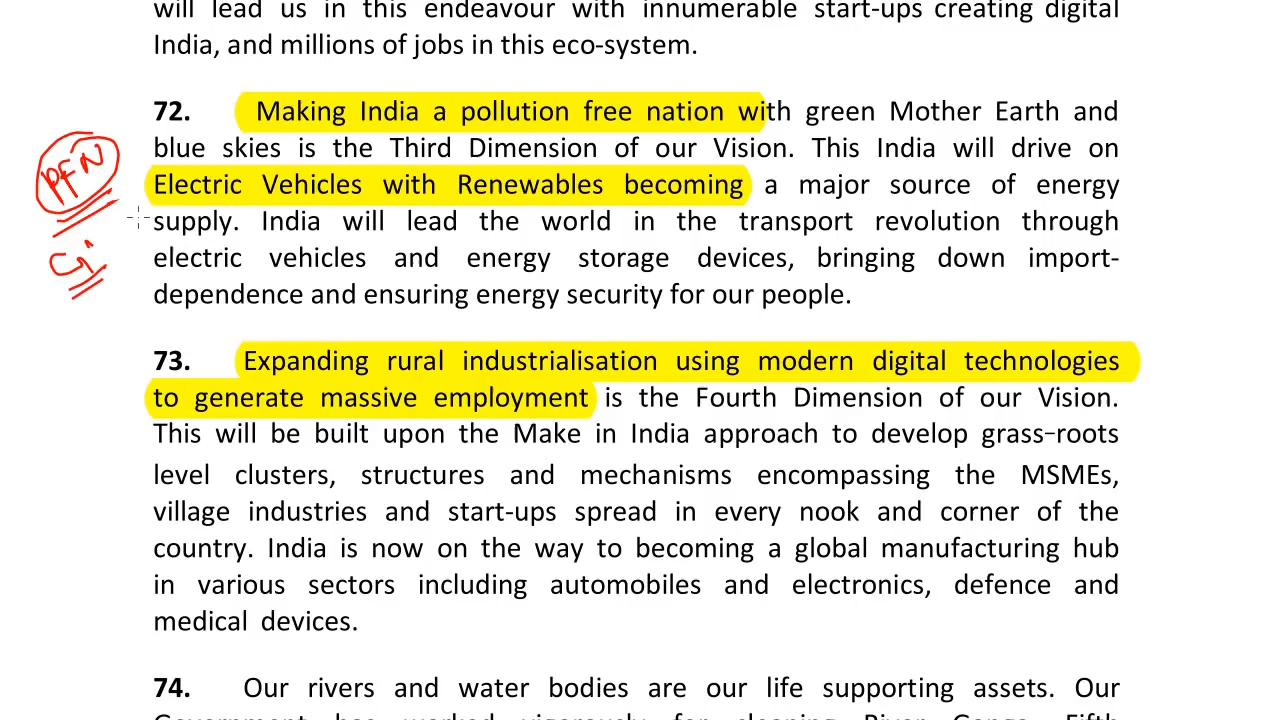 will lead us in this endeavour with innumerable start-ups creating digital
India, and millions of jobs in this eco-system.
72. Making India a pollution free nation with green Mother Earth and
blue skies is the Third Dimension of our Vision. This India will drive on
Electric Vehicles with Renewables becoming a major source of energy
supply. India will lead the world in the transport revolution through
electric vehicles and energy storage devices, bringing down import-
dependence and ensuring energy security for our people.
PFN
73. Expanding rural industrialisation using modern digital technologies
to generate massive employment is the Fourth Dimension of our Vision.
This will be built upon the Make in India approach to develop grass-roots
level clusters, structures and mechanisms encompassing the MSMEs,
village industries and start-ups spread in every nook and corner of the
country. India is now on the way to becoming a global manufacturing hub
in various sectors including automobiles and electronics, defence and
medical devices.
74. Our rivers and water bodies are our life supporting assets. Our
Government has worked vigorously for cleaning River Ganga. Fifth